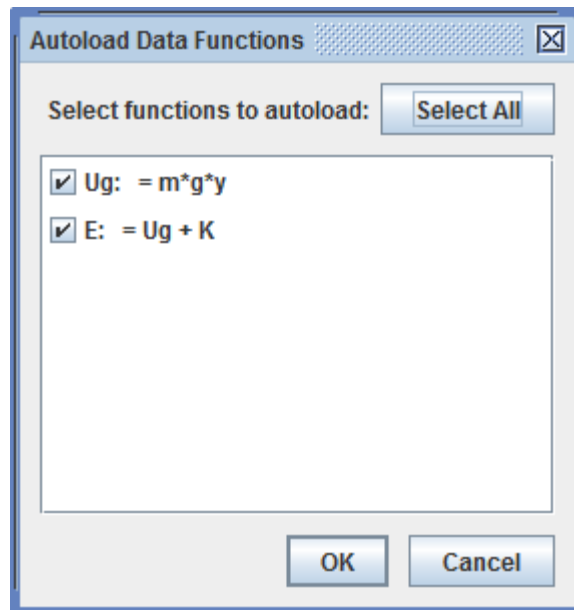 Autoload Data Functions
Select functions to autoload: Select All
Ug: = m*g*y
E: = Ug + K
OK Cancel